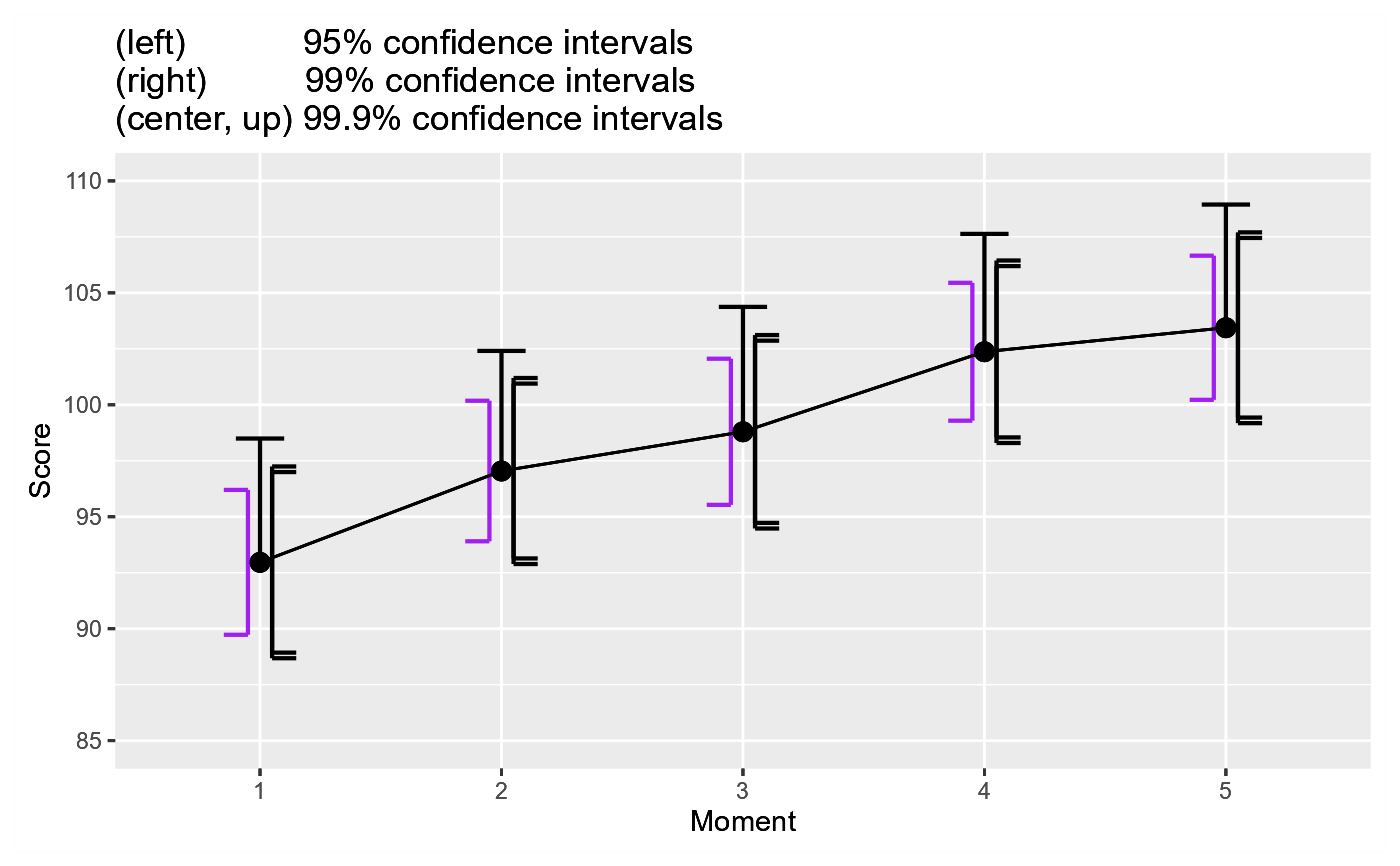 (left) 95% confidence intervals
(right) 99% confidence intervals
(center, up) 99.9% confidence intervals
110
105
100
95
90
85
Score
1 2 3 4 5
Moment